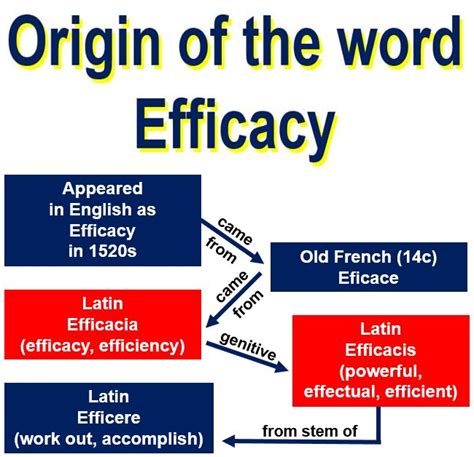 Origin of the word
Efficacy
Appeared
in English as
Efficacy
in 1520s
came
from
Old French (14c)
Eficace
came
from
Latin
Efficacia
(efficacy, efficiency)
genitive
Latin
Efficacis
(powerful,
effectual, efficient)
Latin
Efficere
(work out, accomplish)
from stem of